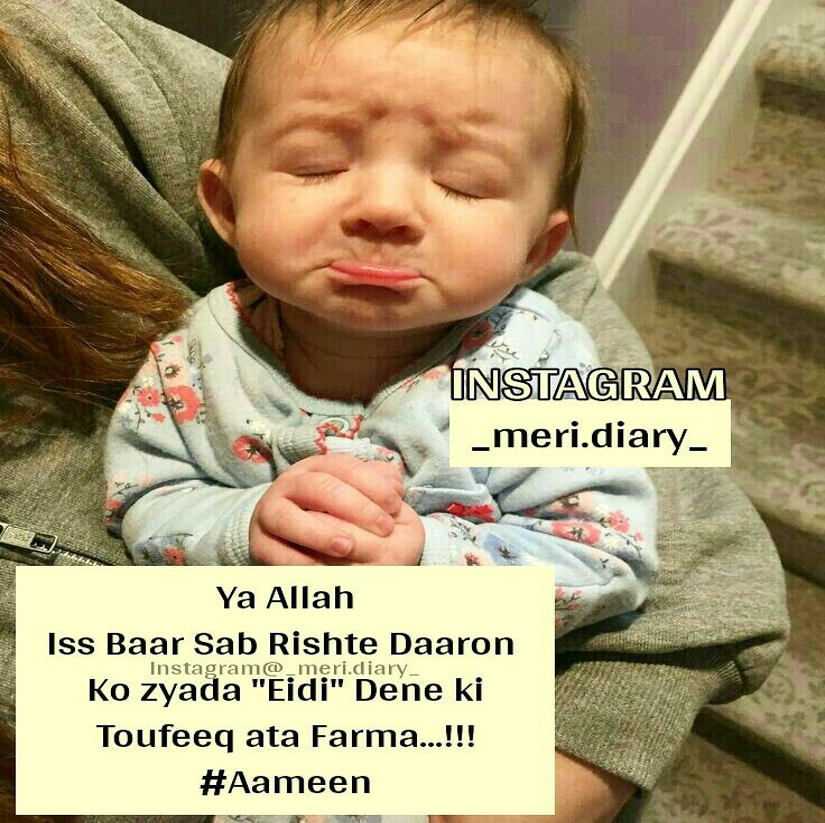 INSTAGRAM
_meri.diary_
Ya Allah
Iss Baar Sab Rishte Daaron
Instagram@_meri.diary_
Ko zyada "Eidi" Dene ki
Toufeeq ata Farma...!!!
#Aameen